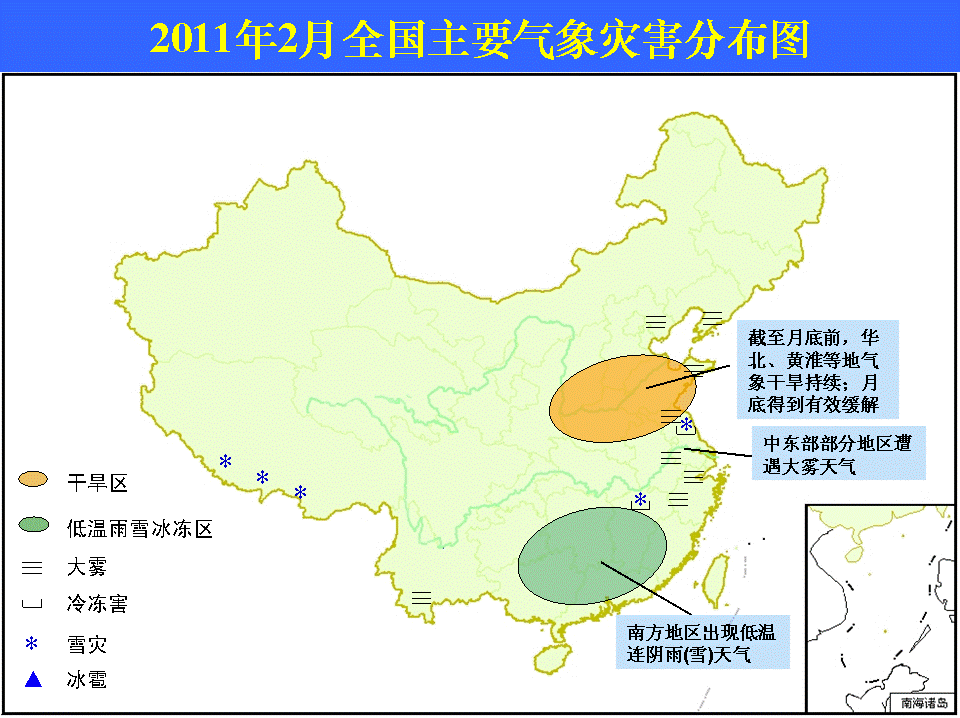 2011年2月全国主要气象灾害分布图
截至月底前，华
北、黄淮等地气
象干旱持续；月
底得到有效缓解
中东部部分地区遭
遇大雾天气
干旱区
低温雨雪冰冻区
大雾
冷冻害
雪灾
冰雹
南方地区出现低温
连阴雨(雪)天气
南海诸岛